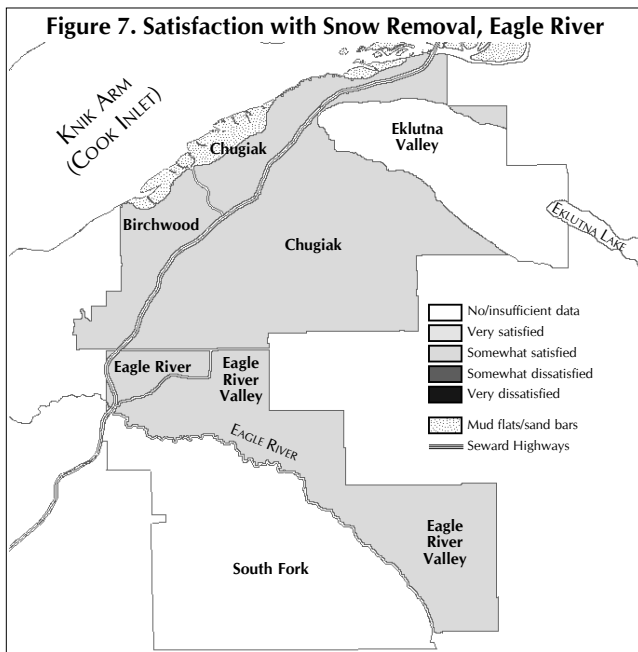 Figure 7. Satisfaction with Snow Removal, Eagle River
KNIK ARM
(COOK INLET)
Chugiak
Eklutna
Valley
Birchwood
Chugiak
EKLUTNA LAKE
No/insufficient data
Very satisfied
Somewhat satisfied
Somewhat dissatisfied
Very dissatisfied
Mud flats/sand bars
Seward Highways
Eagle River
Eagle
River
Valley
EAGLE RIVER
Eagle
River
Valley
South Fork